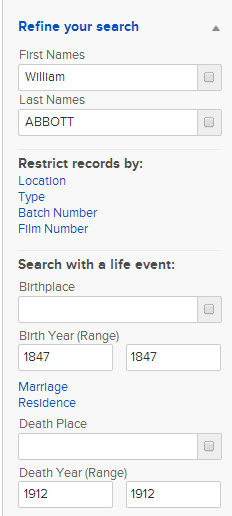 Refine your search
First Names
William
Last Names
ABBOTT
Restrict records by:
Location
Type
Batch Number
Film Number
Search with a life event:
Birthplace
Birth Year (Range)
1847 1847
Marriage
Residence
Death Place
Death Year (Range)
1912 1912